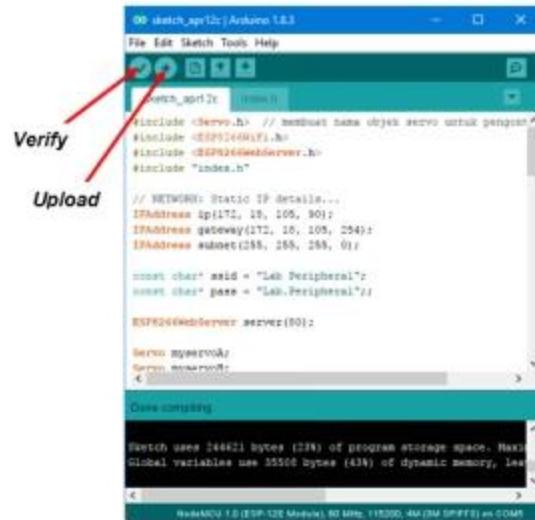 sketch_apr12c | Arduino 1.8.3
File Edit Sketch Tools Help
Verify
Upload
sketch_apr12c
index.h
#include <Servo.h> // membuat nama objek servo untuk pengont
#include <ESP8266WiFi.h>
#include <ESP8266WebServer.h>
#include "index.h"
// NETWORK: Static IP details...
IPAddress ip(172, 18, 105, 90);
IPAddress gateway(172, 18, 105, 254);
IPAddress subnet(255, 255, 255, 0);
const char* ssid = "Lab Peripheral";
const char* pass = "Lab.Peripheral";;
ESP8266WebServer server(80);
Servo myservoA;
Servo myservoB;
Done compiling
Sketch uses 244621 bytes (23%) of program storage space. Maxi
Global variables use 35508 bytes (43%) of dynamic memory, lea
NodeMCU 1.0 (ESP-12E Module), 80 MHz, 115200, 4M (3M SPIFFS) on COM5